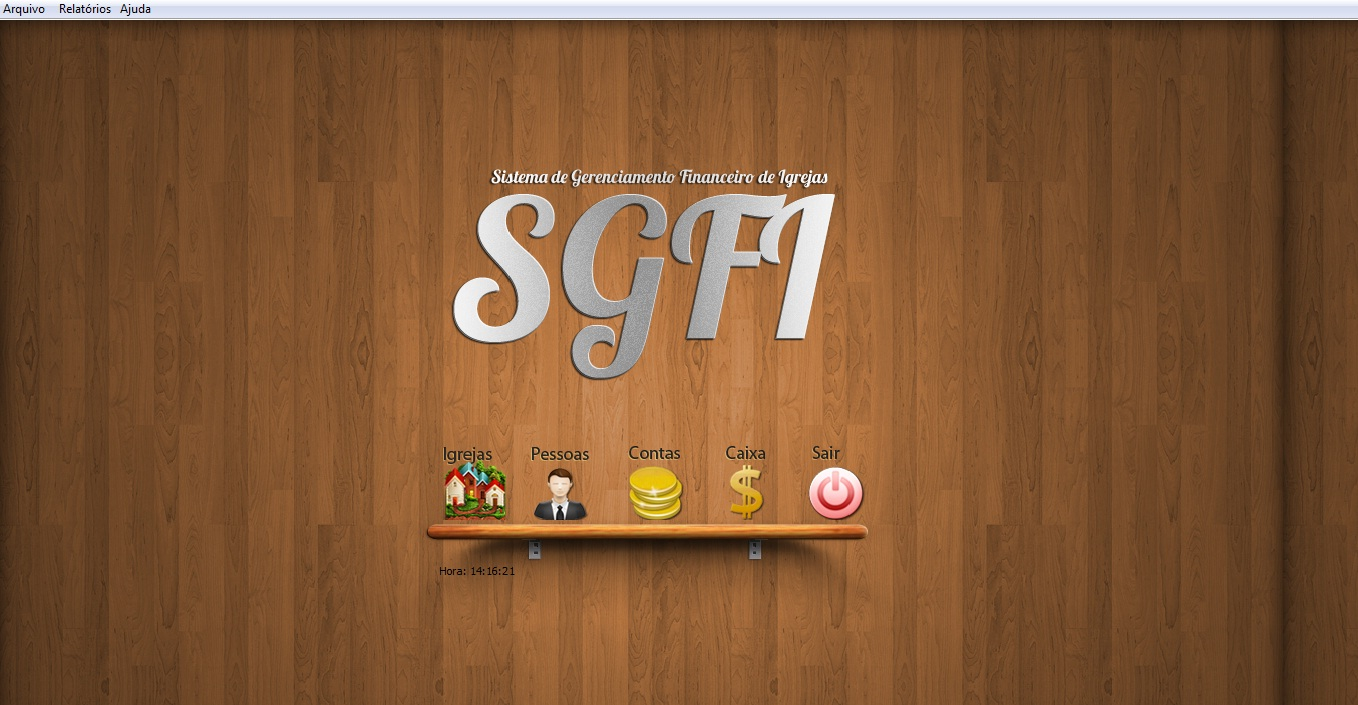 Arquivo Relatórios Ajuda
Sistema de Gerenciamento Financeiro de Igrejas
SGFI
Igrejas Pessoas Contas Caixa Sair
Hora: 14:16:21